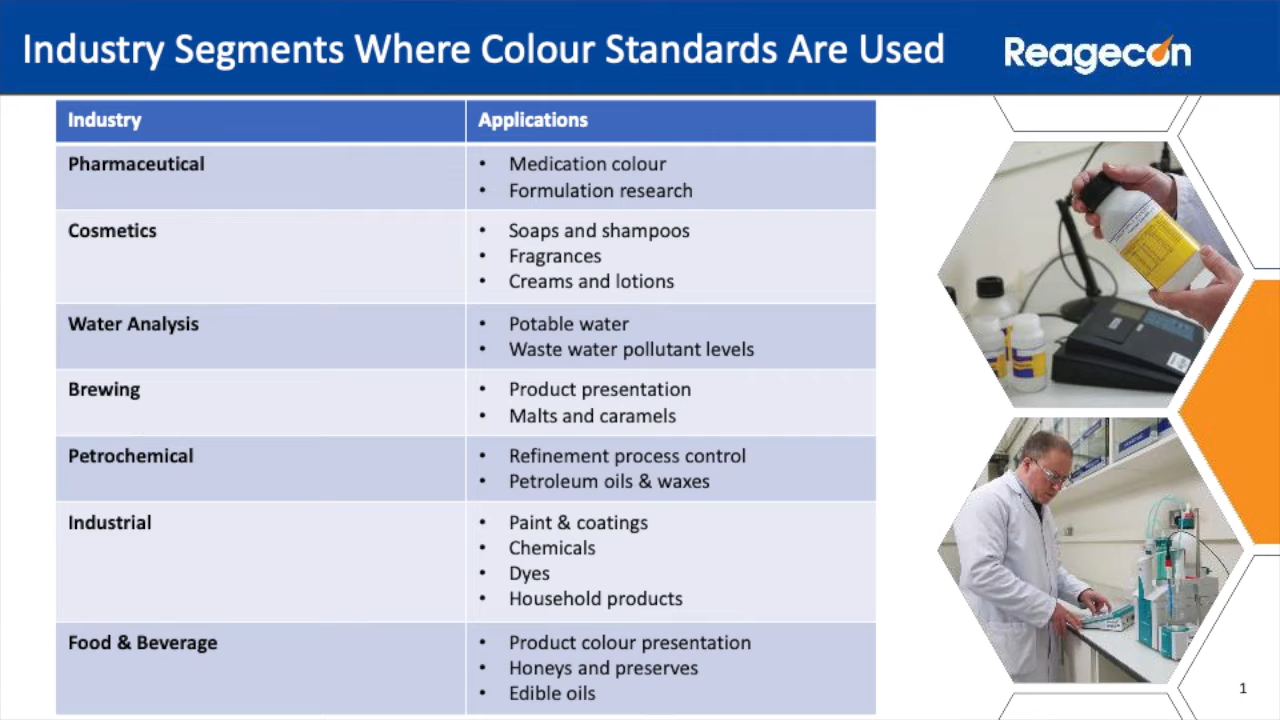 Industry Segments Where Colour Standards Are Used
Reagecon
Industry
Applications
Pharmaceutical
• Medication colour
• Formulation research
Cosmetics
• Soaps and shampoos
• Fragrances
• Creams and lotions
Water Analysis
• Potable water
• Waste water pollutant levels
Brewing
• Product presentation
• Malts and caramels
Petrochemical
• Refinement process control
• Petroleum oils & waxes
Industrial
• Paint & coatings
• Chemicals
• Dyes
• Household products
Food & Beverage
• Product colour presentation
• Honeys and preserves
• Edible oils
1